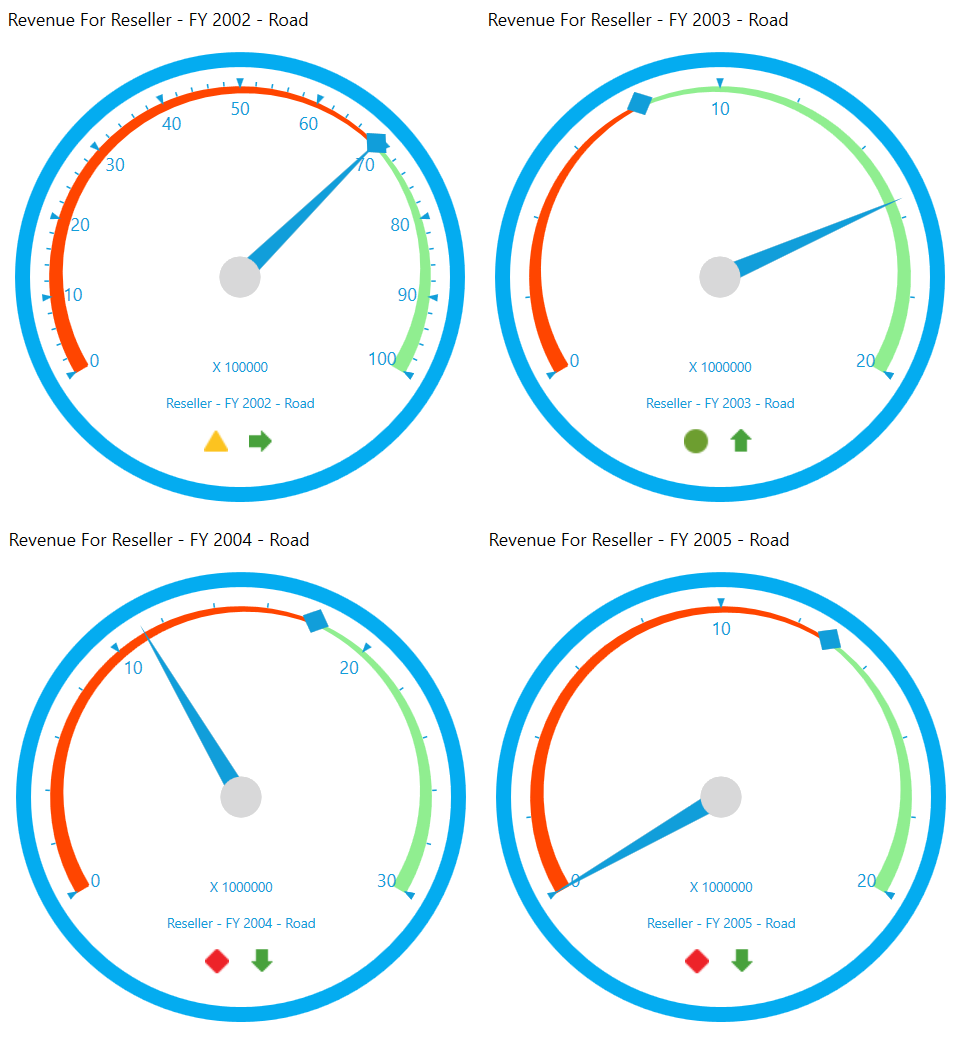 Revenue For Reseller - FY 2002 - Road
50
40
60
30
70
20
80
10
90
0
100
X 100000
Reseller - FY 2002 - Road
Revenue For Reseller - FY 2003 - Road
10
0
20
X 1000000
Reseller - FY 2003 - Road
Revenue For Reseller - FY 2004 - Road
10
20
0
30
X 1000000
Reseller - FY 2004 - Road
Revenue For Reseller - FY 2005 - Road
10
0
20
X 1000000
Reseller - FY 2005 - Road